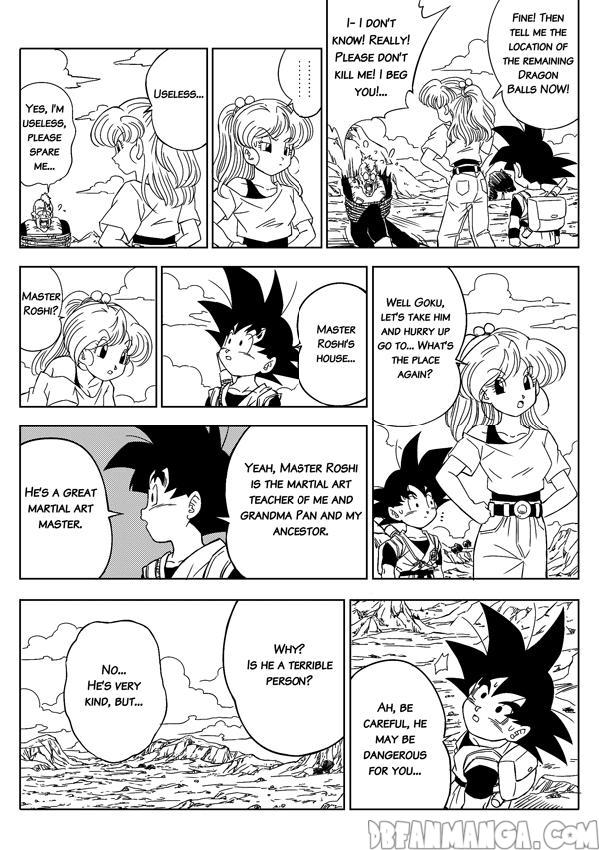 FINE! THEN
TELL ME THE
LOCATION OF
THE REMAINING
DRAGON
BALLS NOW!
I- I DON'T
KNOW! REALLY!
PLEASE DON'T
KILL ME! I BEG
YOU!...
......
USELESS...
YES, I'M
USELESS,
PLEASE
SPARE
ME...
WELL GOKU,
LET'S TAKE HIM
AND HURRY UP
GO TO... WHAT'S
THE PLACE
AGAIN?
...
MASTER
ROSHI'S
HOUSE...
MASTER
ROSHI?
YEAH, MASTER ROSHI
IS THE MARTIAL ART
TEACHER OF ME AND
GRANDMA PAN AND MY
ANCESTOR.
HE'S A GREAT
MARTIAL ART
MASTER.
AH, BE
CAREFUL, HE
MAY BE
DANGEROUS
FOR YOU...
WHY?
IS HE A TERRIBLE
PERSON?
NO...
HE'S VERY
KIND, BUT...
DBFANMANGA.COM